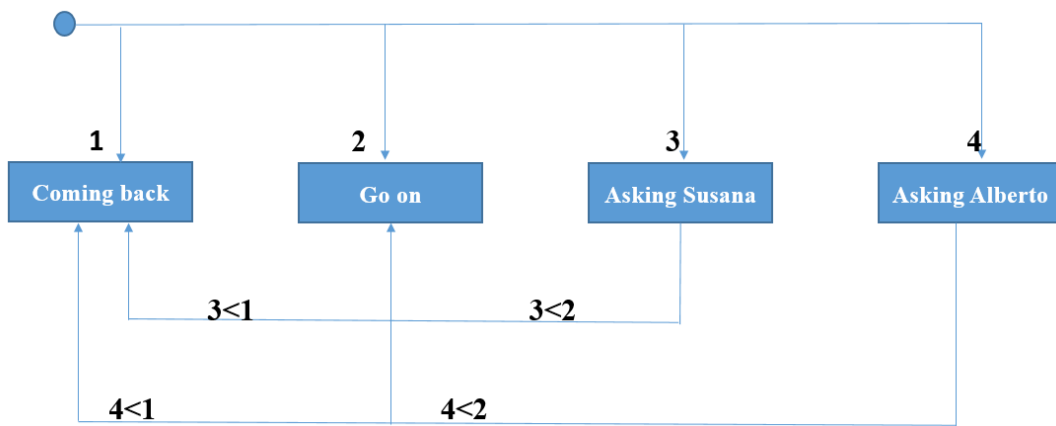 1
2
3
4
Coming back
Go on
Asking Susana
Asking Alberto
3<1
3<2
4<1
4<2